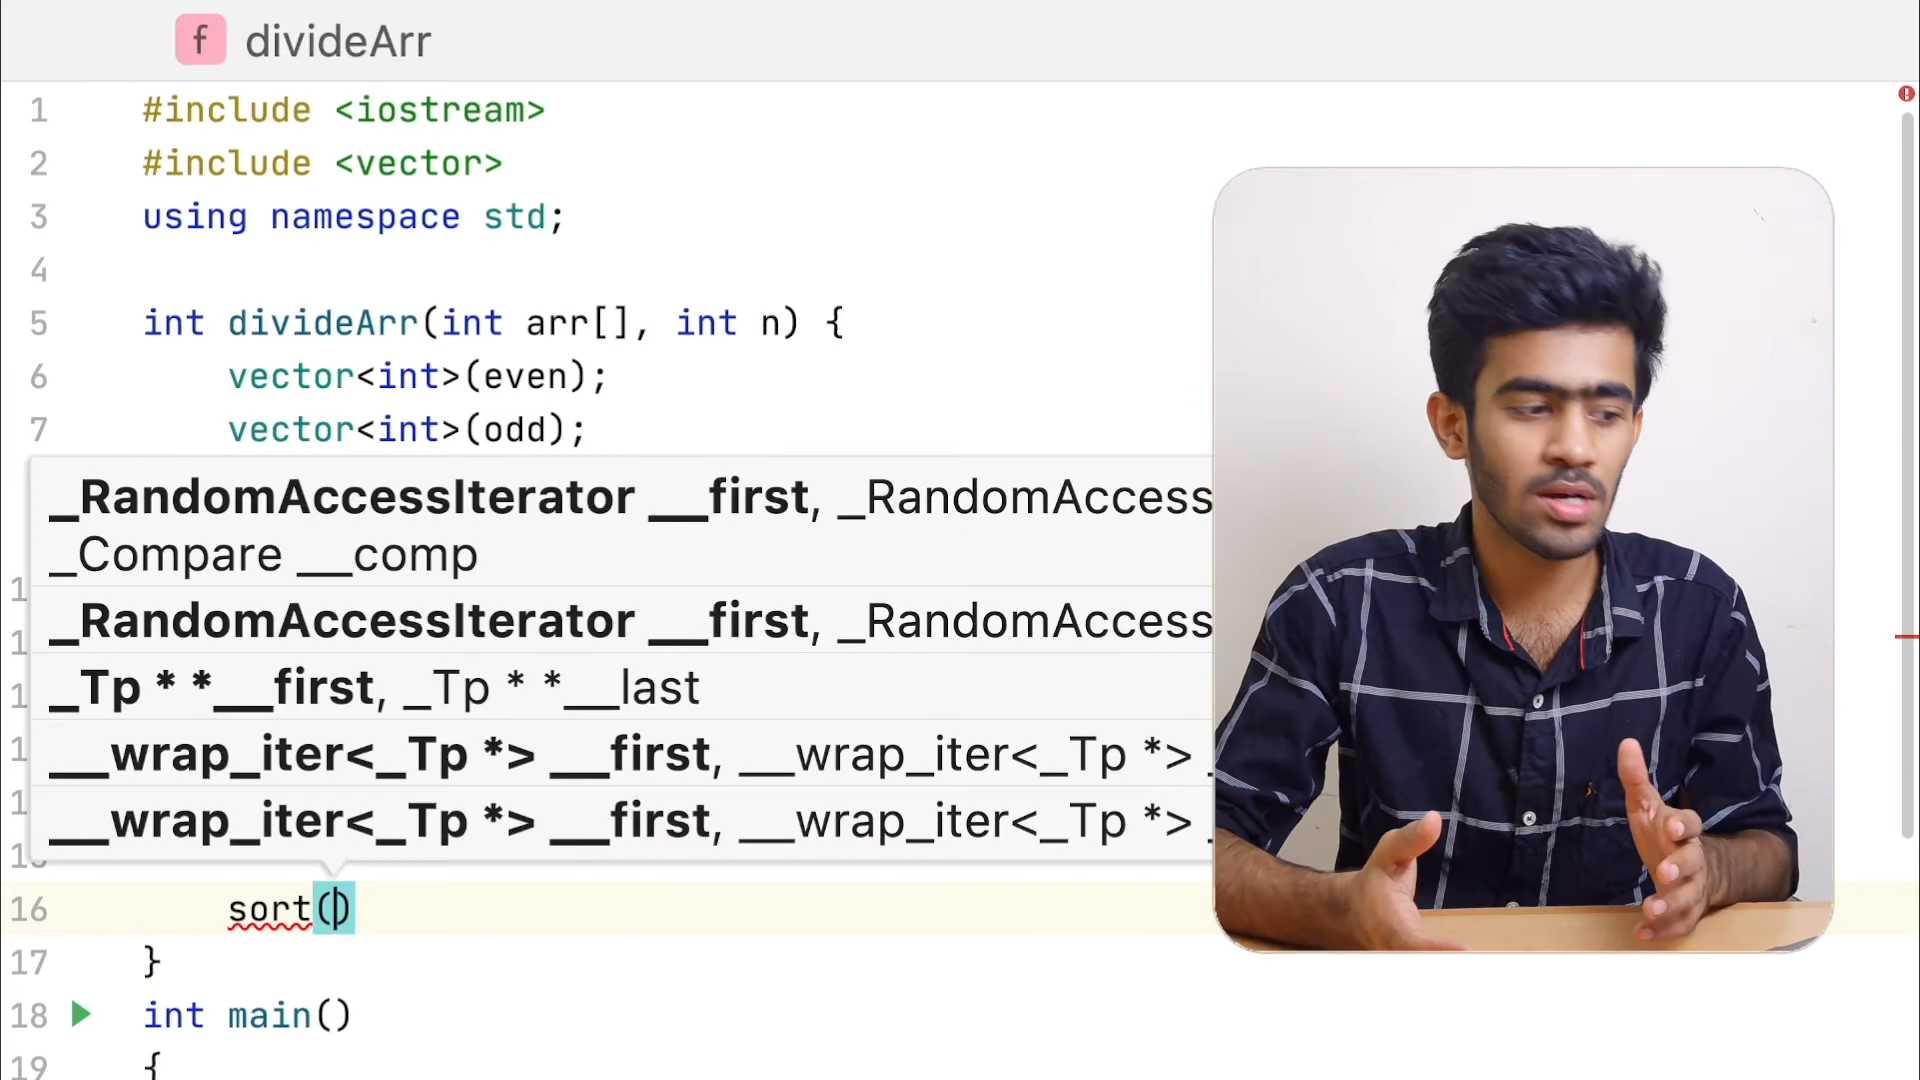 f divideArr
1 #include <iostream>
2 #include <vector>
3 using namespace std;
4
5 int divideArr(int arr[], int n) {
6 vector<int>(even);
7 vector<int>(odd);
_RandomAccessIterator __first, _RandomAccess
_Compare __comp
_RandomAccessIterator __first, _RandomAccess
_Tp * *__first, _Tp * *__last
__wrap_iter<_Tp *> __first, __wrap_iter<_Tp *> _
__wrap_iter<_Tp *> __first, __wrap_iter<_Tp *> _
16 sort()
17 }
18 int main()
19 {